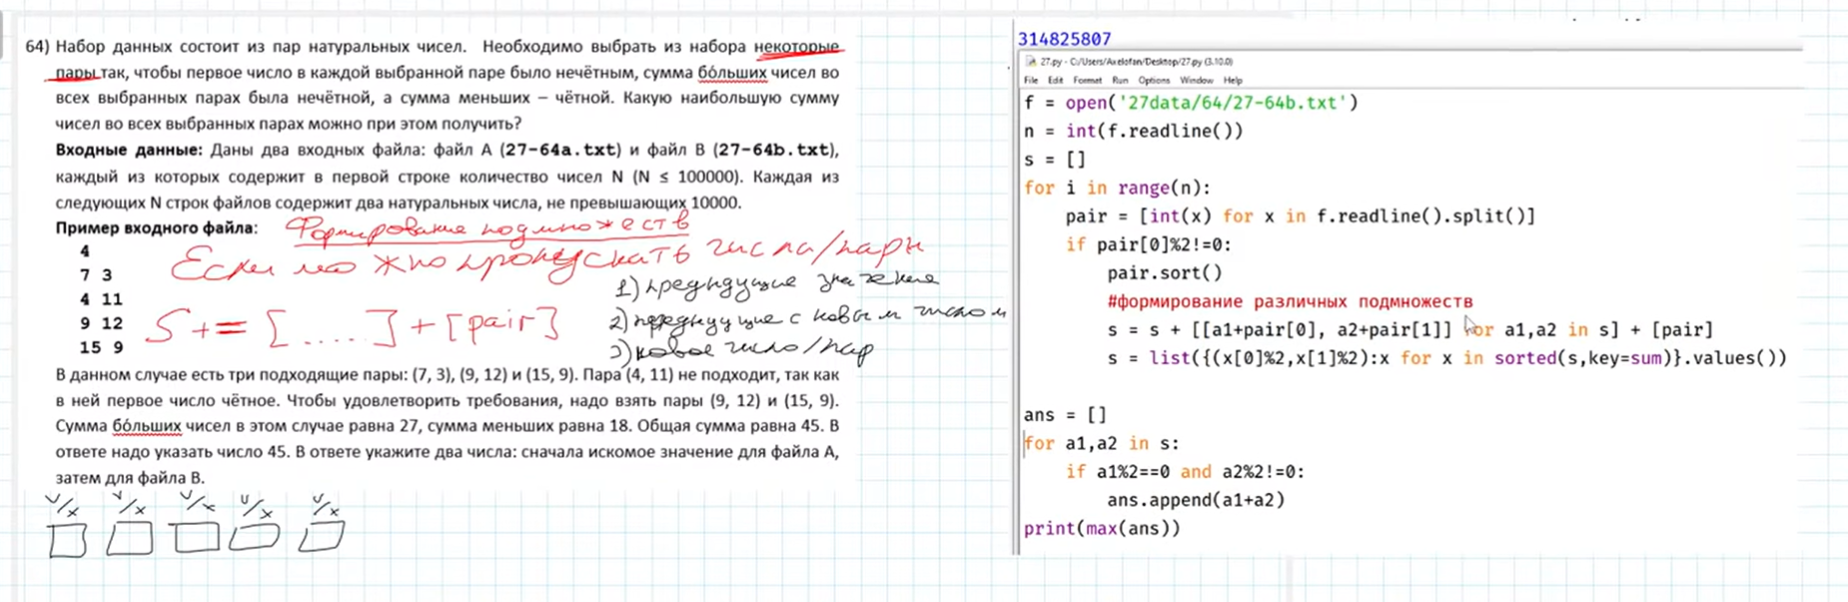 64) Набор данных состоит из пар натуральных чисел. Необходимо выбрать из набора некоторые
пары так, чтобы первое число в каждой выбранной паре было нечётным, сумма бо́льших чисел во
всех выбранных парах была нечётной, а сумма меньших – чётной. Какую наибольшую сумму
чисел во всех выбранных парах можно при этом получить?
Входные данные: Даны два входных файла: файл A (27-64a.txt) и файл B (27-64b.txt),
каждый из которых содержит в первой строке количество чисел N (N ≤ 100000). Каждая из
следующих N строк файлов содержит два натуральных числа, не превышающих 10000.
Пример входного файла:
Формирование подмножеств
4
Если можно пропускать числа/пары
7 3
4 11
9 12
15 9
S += [.....] + [pair]
1) предыдущие значения
2) предыдущие с новым числом
3) новое число/пар
В данном случае есть три подходящие пары: (7, 3), (9, 12) и (15, 9). Пара (4, 11) не подходит, так как
в ней первое число чётное. Чтобы удовлетворить требования, надо взять пары (9, 12) и (15, 9).
Сумма бо́льших чисел в этом случае равна 27, сумма меньших равна 18. Общая сумма равна 45. В
ответе надо указать число 45. В ответе укажите два числа: сначала искомое значение для файла A,
затем для файла B.
v/x v/x v/x v/x v/x
314825807
27.py - C:/Users/Axelofan/Desktop/27.py (3.10.0)
File Edit Format Run Options Window Help
f = open('27data/64/27-64b.txt')
n = int(f.readline())
s = []
for i in range(n):
    pair = [int(x) for x in f.readline().split()]
    if pair[0]%2!=0:
        pair.sort()
        #формирование различных подмножеств
        s = s + [[a1+pair[0], a2+pair[1]] for a1,a2 in s] + [pair]
        s = list({(x[0]%2,x[1]%2):x for x in sorted(s,key=sum)}.values())
ans = []
for a1,a2 in s:
    if a1%2==0 and a2%2!=0:
        ans.append(a1+a2)
print(max(ans))